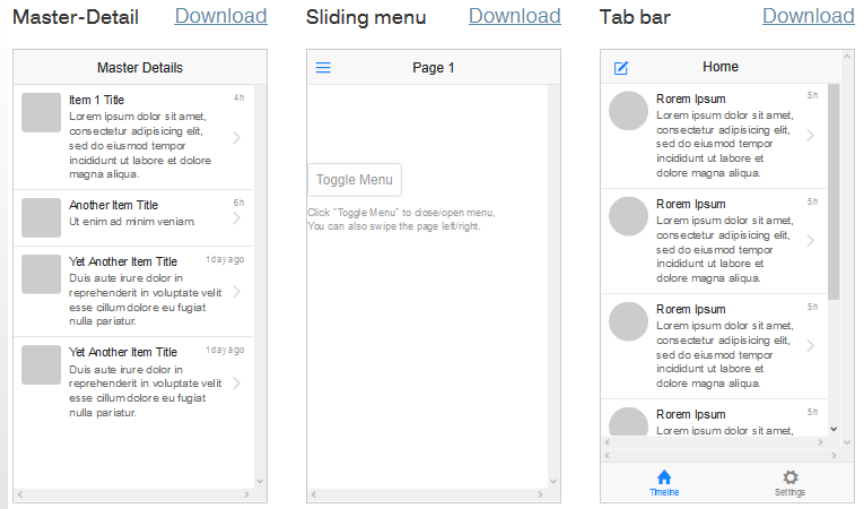 Master-Detail Download
Master Details
Item 1 Title 4h
Lorem ipsum dolor sit amet,
consectetur adipisicing elit,
sed do eiusmod tempor
incididunt ut labore et dolore
magna aliqua.
Another Item Title 6h
Ut enim ad minim veniam.
Yet Another Item Title 1day ago
Duis aute irure dolor in
reprehenderit in voluptate velit
esse cillum dolore eu fugiat
nulla pariatur.
Yet Another Item Title 1day ago
Duis aute irure dolor in
reprehenderit in voluptate velit
esse cillum dolore eu fugiat
nulla pariatur.
Sliding menu Download
Page 1
Toggle Menu
Click "Toggle Menu" to close/open menu,
You can also swipe the page left/right.
Tab bar Download
Home
Rorem Ipsum 5h
Lorem ipsum dolor sit amet,
consectetur adipisicing elit,
sed do eiusmod tempor
incididunt ut labore et
dolore magna aliqua.
Rorem Ipsum 5h
Lorem ipsum dolor sit amet,
consectetur adipisicing elit,
sed do eiusmod tempor
incididunt ut labore et
dolore magna aliqua.
Rorem Ipsum 5h
Lorem ipsum dolor sit amet,
consectetur adipisicing elit,
sed do eiusmod tempor
incididunt ut labore et
dolore magna aliqua.
Rorem Ipsum 5h
Lorem ipsum dolor sit amet,
Timeline Settings